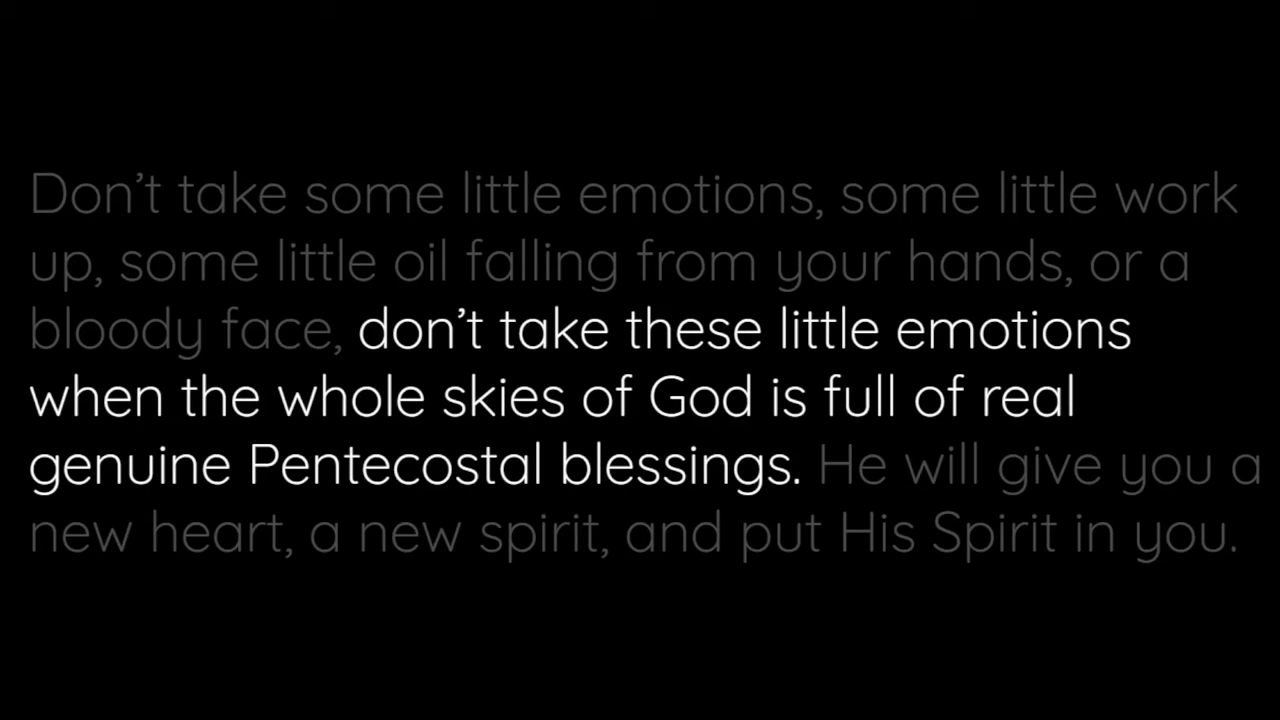 Don’t take some little emotions, some little work
up, some little oil falling from your hands, or a
bloody face, don’t take these little emotions
when the whole skies of God is full of real
genuine Pentecostal blessings. He will give you a
new heart, a new spirit, and put His Spirit in you.